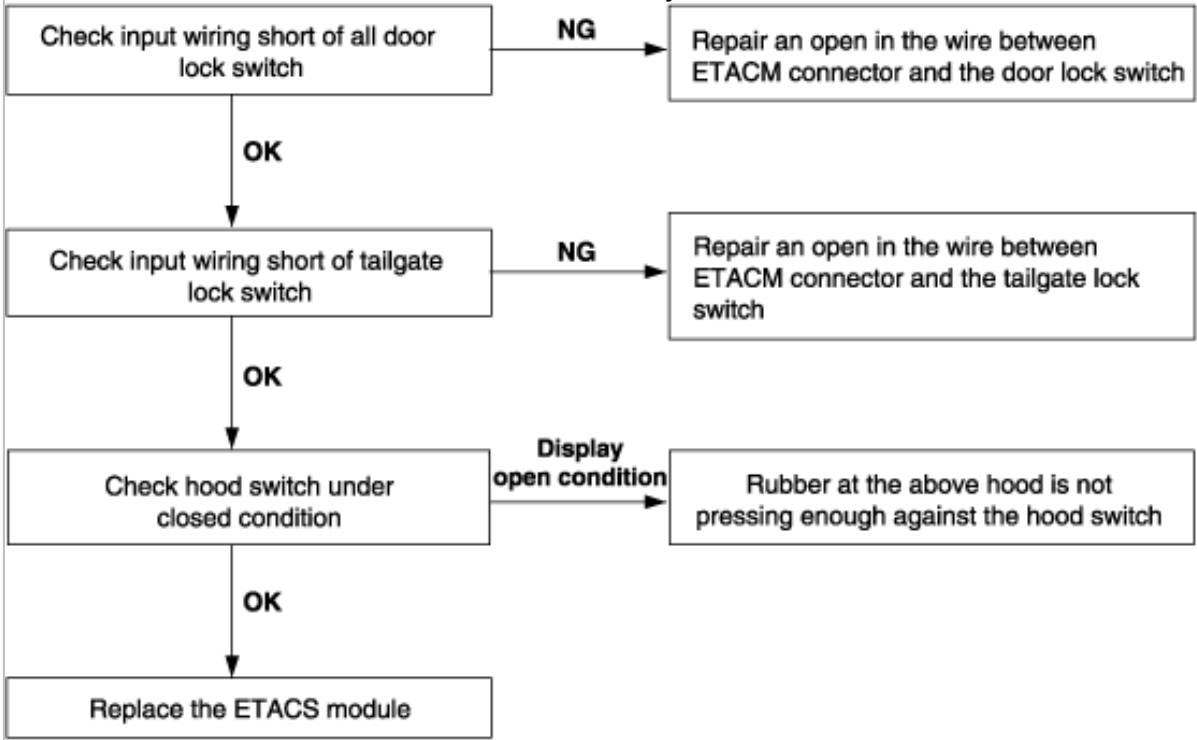 Check input wiring short of all door
lock switch
NG
Repair an open in the wire between
ETACM connector and the door lock switch
OK
Check input wiring short of tailgate
lock switch
NG
Repair an open in the wire between
ETACM connector and the tailgate lock
switch
OK
Check hood switch under
closed condition
Display
open condition
Rubber at the above hood is not
pressing enough against the hood switch
OK
Replace the ETACS module